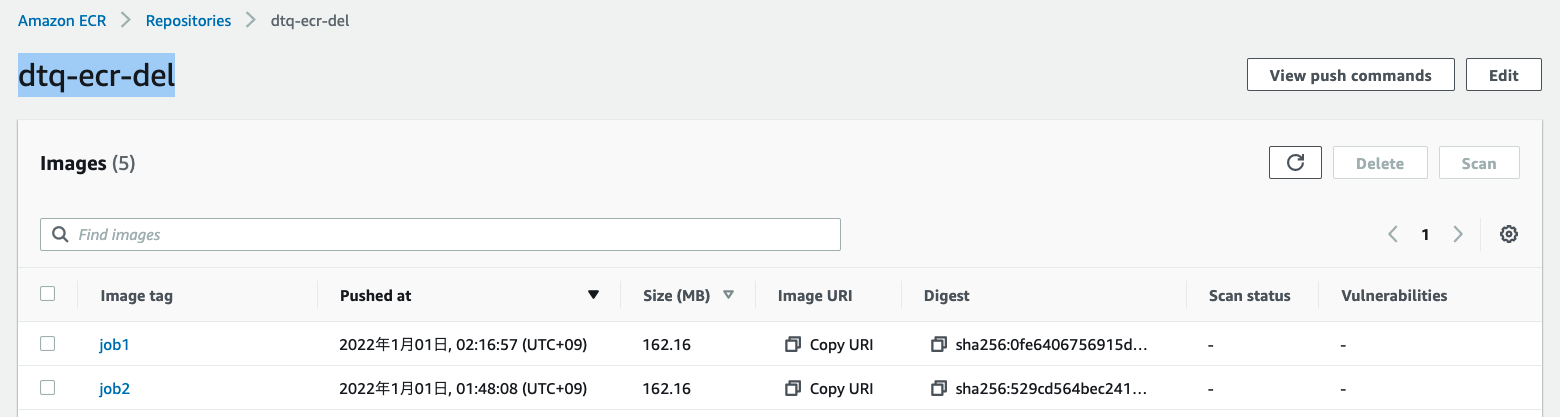 Amazon ECR > Repositories > dtq-ecr-del
dtq-ecr-del
View push commands Edit
Images (5)
Delete Scan
Find images
1
Image tag Pushed at Size (MB) Image URI Digest Scan status Vulnerabilities
job1 2022年1月01日, 02:16:57 (UTC+09) 162.16 Copy URI sha256:0fe6406756915d... - -
job2 2022年1月01日, 01:48:08 (UTC+09) 162.16 Copy URI sha256:529cd564bec241... - -